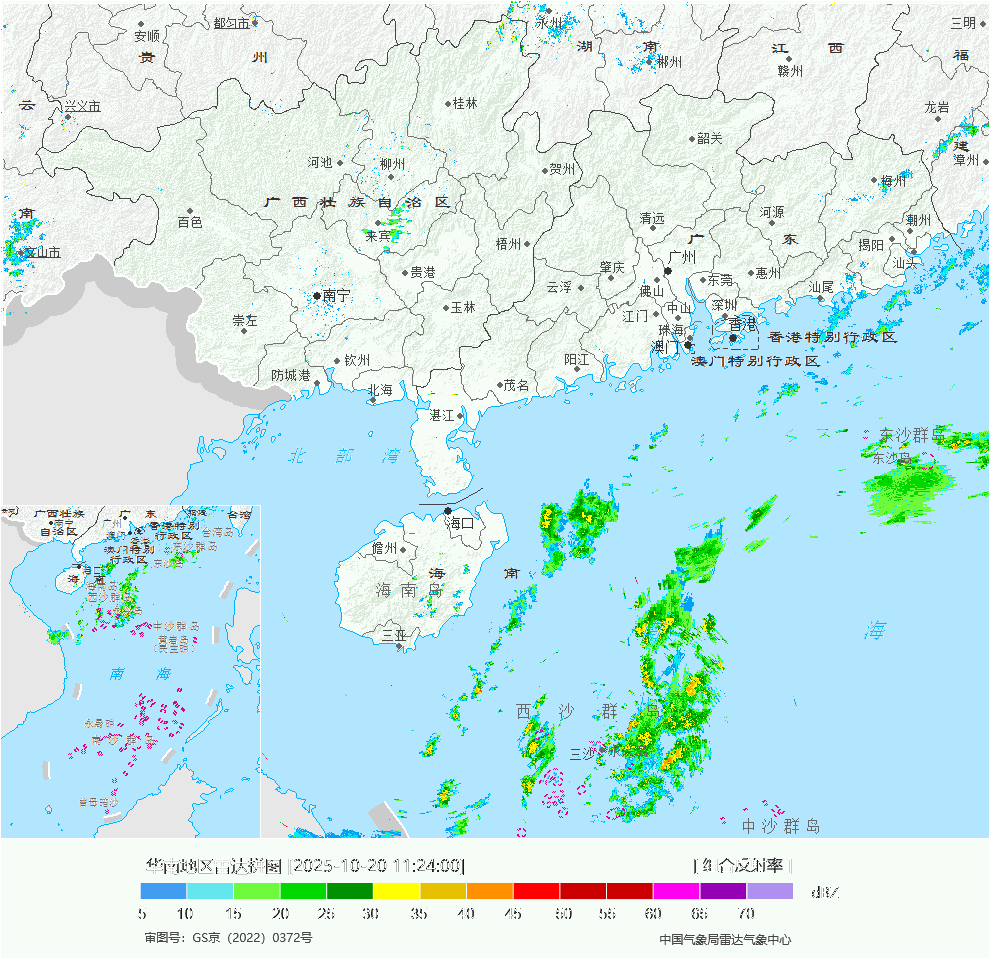 永州
都匀市
安顺
三明
贵 州
湖 南
江 西
福
郴州
赣州
云
兴义市
桂林
龙岩
韶关
建
漳州
河池
柳州
贺州
梅州
广 西 壮 族 自 治 区
南
百色
来宾
清远
河源
潮州
文山市
梧州
广 东
揭阳
汕头
贵港
肇庆
广州
惠州
东莞
南宁
云浮
佛山
汕尾
玉林
江门
中山
深圳
崇左
珠海
香港
香港特别行政区
澳门
澳门特别行政区
钦州
阳江
防城港
茂名
北海
湛江
东沙群岛
北 部 湾
东沙岛
海口
儋州
海 南
海 南 岛
海
三亚
西 沙 群 岛
三沙
中 沙 群 岛
广西壮族
自治区
南宁
广 东
广州
香港特别
行政区
澳门特别
行政区
台湾
台湾岛
东沙群岛
海口
海 南
海南岛
西沙群岛
中沙群岛
黄岩岛
(民主礁)
南 海
永暑礁
南 沙 群 岛
曾母暗沙
华南地区雷达拼图 [2025-10-20 11:24:00]
[ 组合反射率 ]
dBZ
5 10 15 20 25 30 35 40 45 50 55 60 65 70
审图号：GS京（2022）0372号
中国气象局雷达气象中心